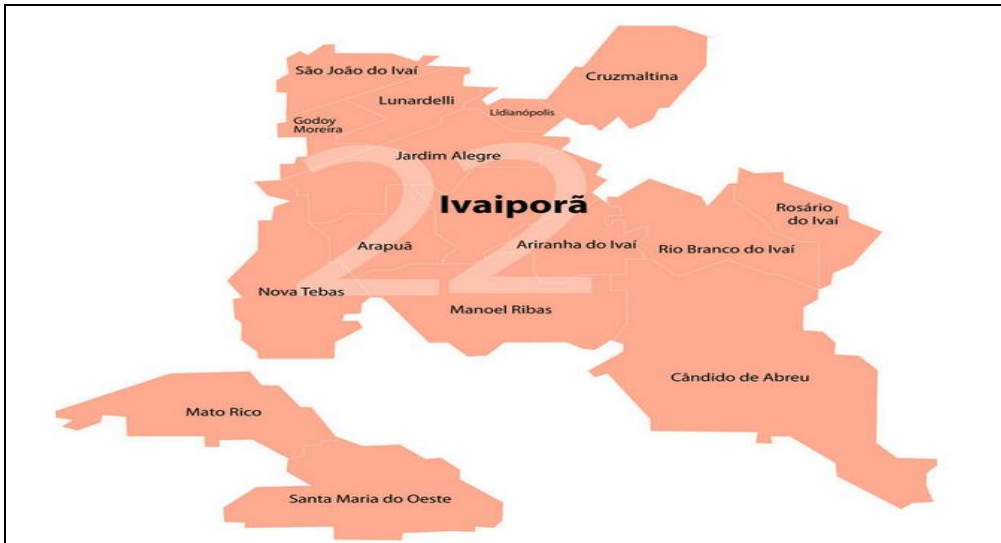 São João do Ivaí
Cruzmaltina
Lunardelli
Lidianópolis
Godoy
Moreira
Jardim Alegre
22
Ivaiporã
Rosário
do Ivaí
Arapuã
Ariranha do Ivaí
Rio Branco do Ivaí
Nova Tebas
Manoel Ribas
Cândido de Abreu
Mato Rico
Santa Maria do Oeste